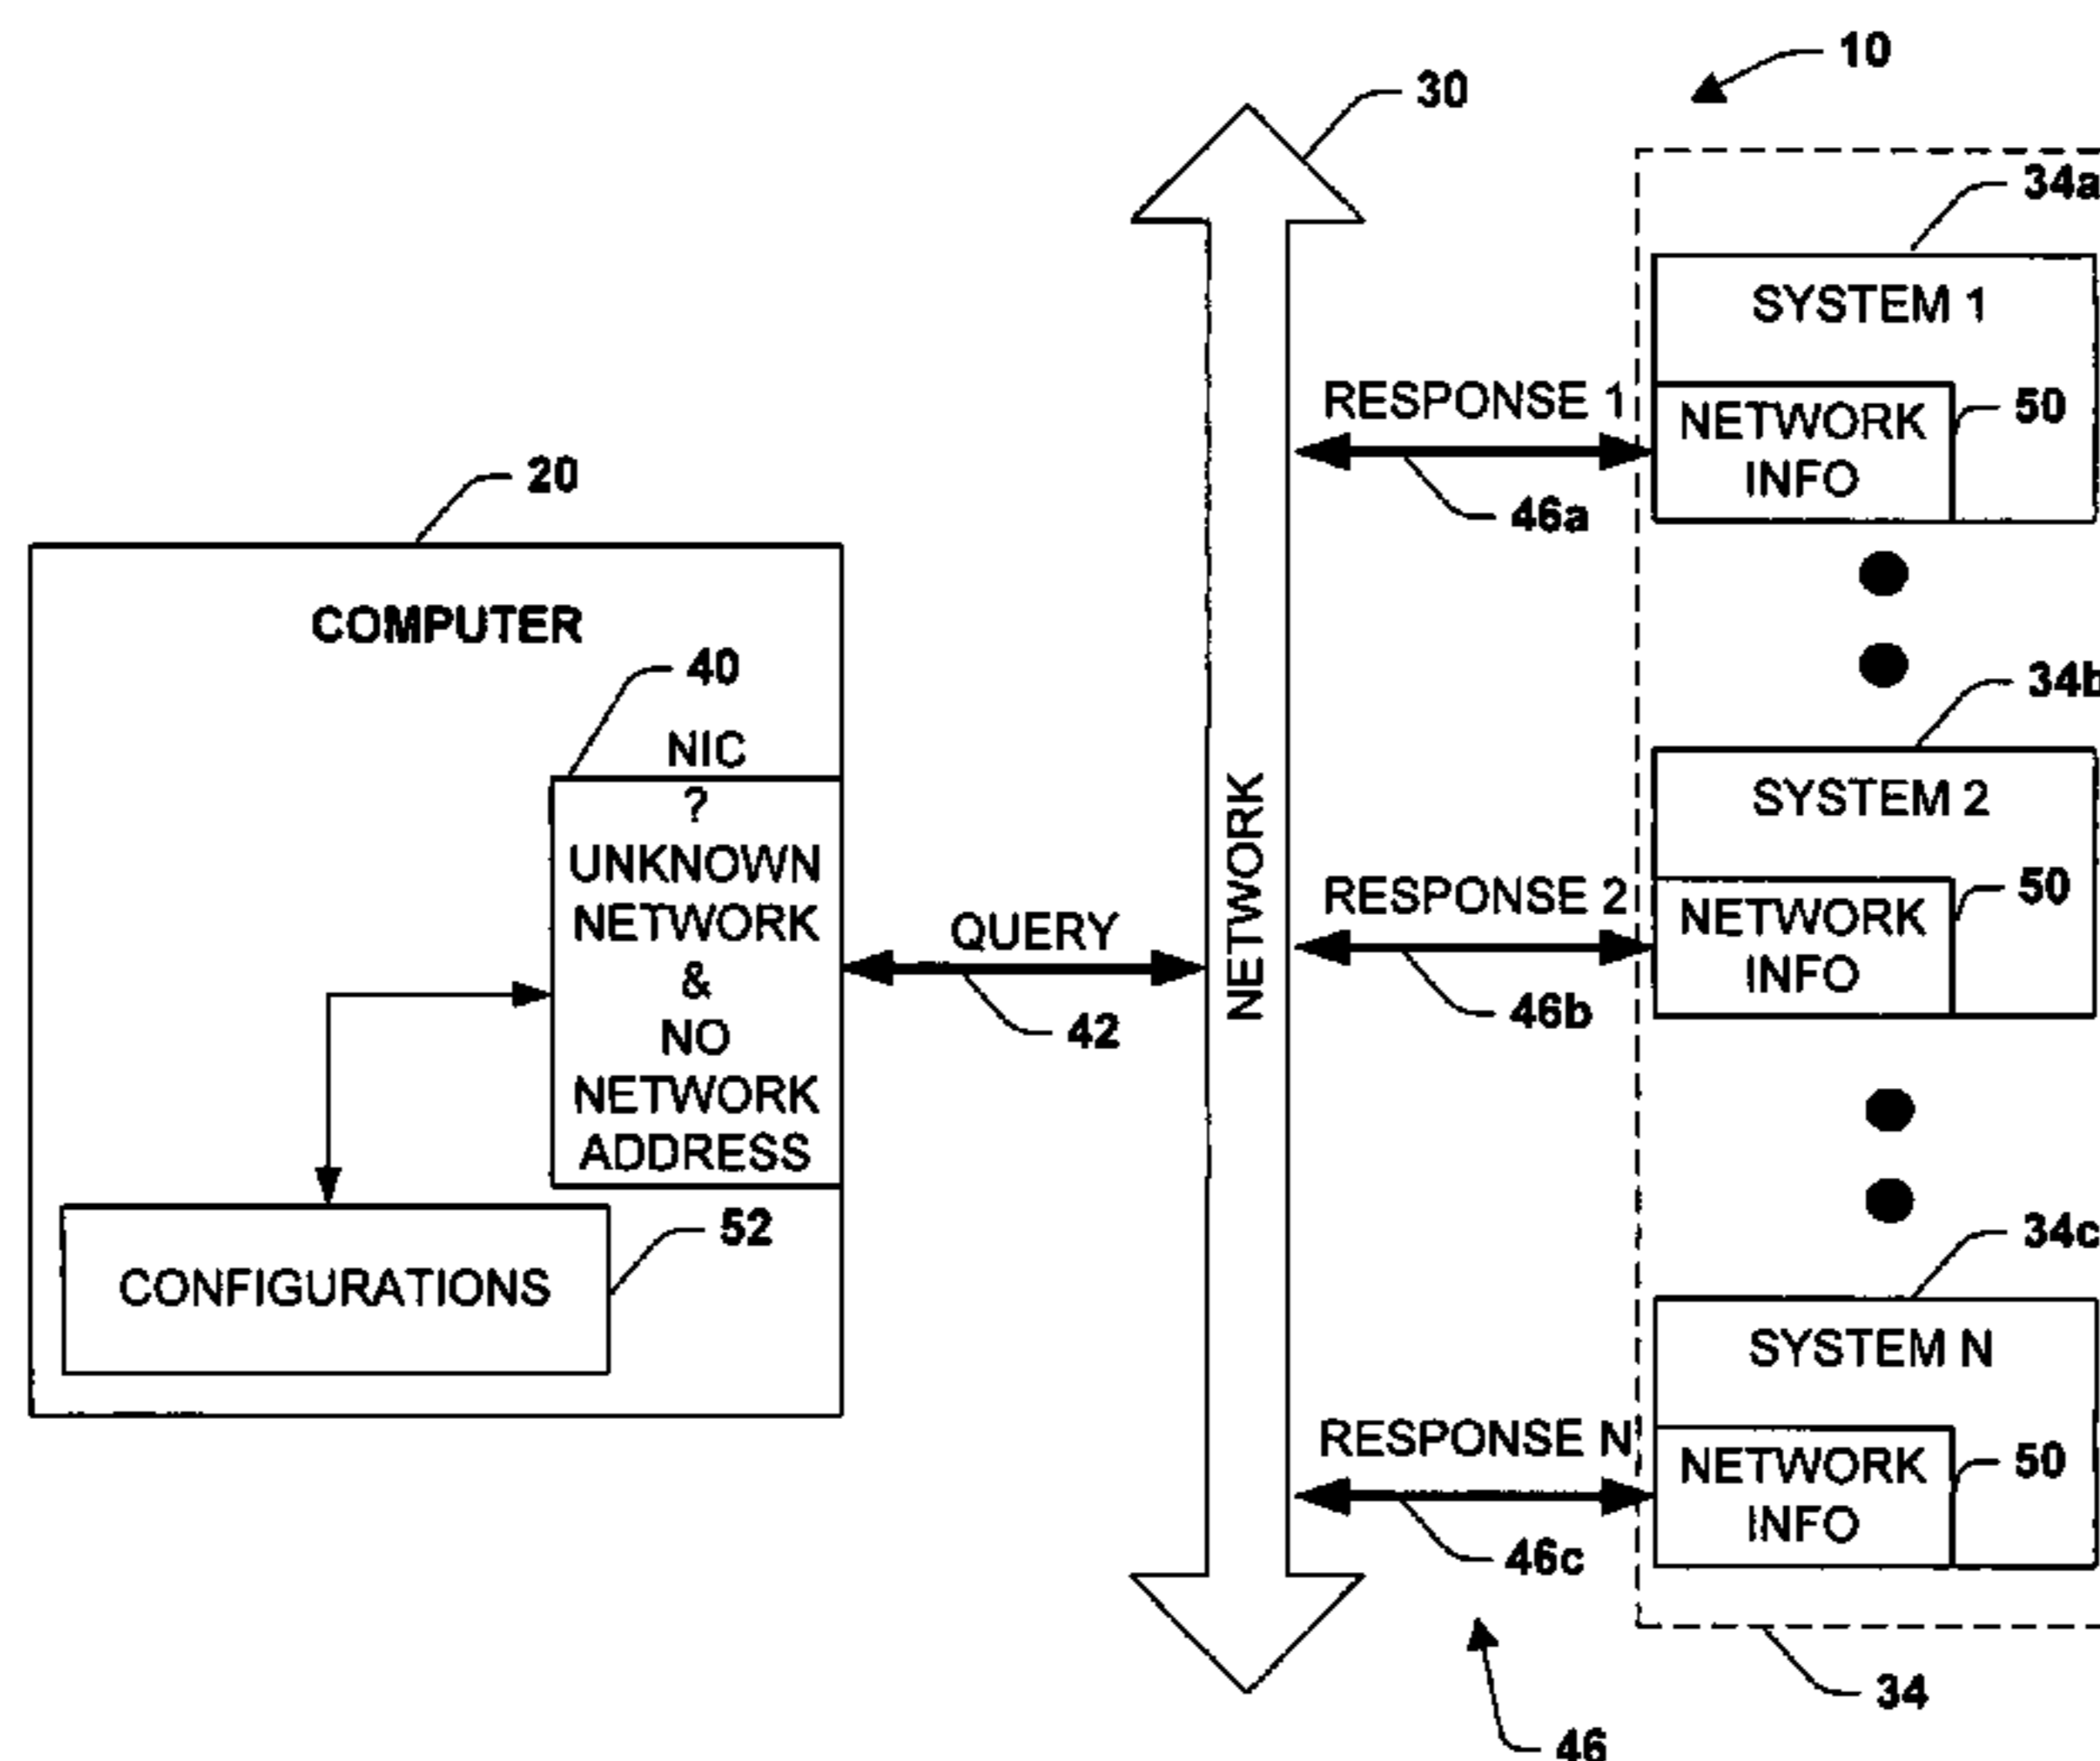 10
30
34a
SYSTEM 1
RESPONSE 1
NETWORK
INFO
50
46a
20
COMPUTER
40
NIC
?
UNKNOWN
NETWORK
&
NO
NETWORK
ADDRESS
QUERY
42
NETWORK
34b
SYSTEM 2
RESPONSE 2
NETWORK
INFO
50
46b
52
CONFIGURATIONS
34c
SYSTEM N
RESPONSE N
NETWORK
INFO
50
46c
34
46